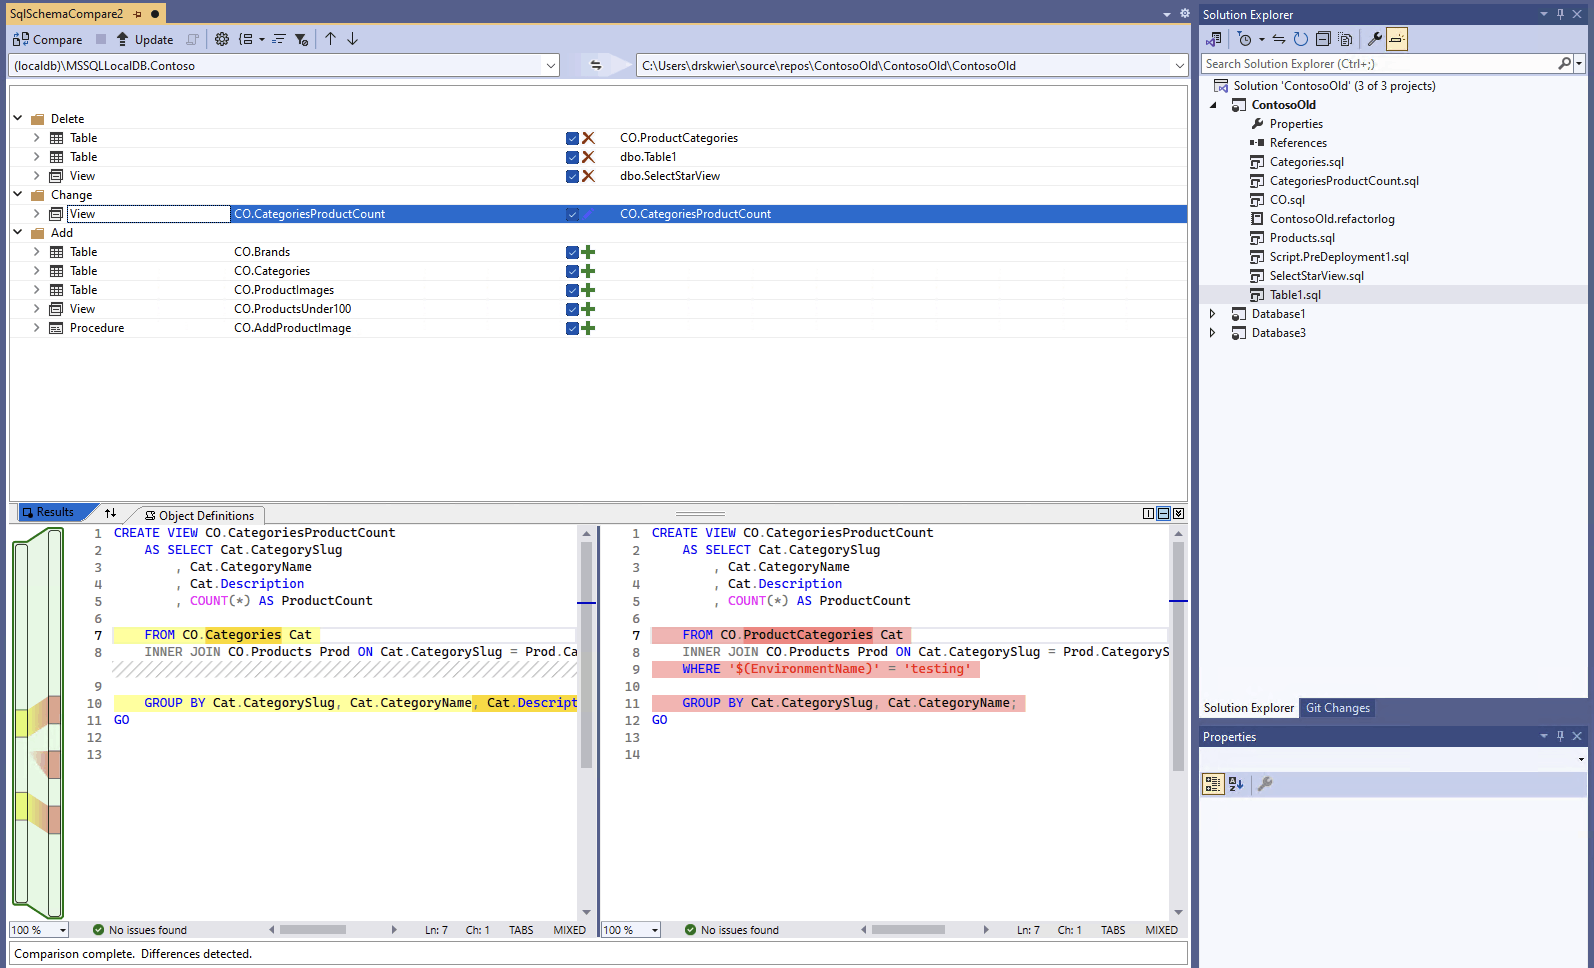 SqlSchemaCompare2
Compare
Update
(localdb)\MSSQLLocalDB.Contoso
C:\Users\drskwier\source\repos\ContosoOld\ContosoOld\ContosoOld
Delete
Table CO.ProductCategories
Table dbo.Table1
View dbo.SelectStarView
Change
View CO.CategoriesProductCount CO.CategoriesProductCount
Add
Table CO.Brands
Table CO.Categories
Table CO.ProductImages
View CO.ProductsUnder100
Procedure CO.AddProductImage
Results
Object Definitions
1 CREATE VIEW CO.CategoriesProductCount
2 AS SELECT Cat.CategorySlug
3 , Cat.CategoryName
4 , Cat.Description
5 , COUNT(*) AS ProductCount
6
7 FROM CO.Categories Cat
8 INNER JOIN CO.Products Prod ON Cat.CategorySlug = Prod.Ca
9
10 GROUP BY Cat.CategorySlug, Cat.CategoryName, Cat.Descript
11 GO
12
13
1 CREATE VIEW CO.CategoriesProductCount
2 AS SELECT Cat.CategorySlug
3 , Cat.CategoryName
4 , Cat.Description
5 , COUNT(*) AS ProductCount
6
7 FROM CO.ProductCategories Cat
8 INNER JOIN CO.Products Prod ON Cat.CategorySlug = Prod.CategoryS
9 WHERE '$(EnvironmentName)' = 'testing'
10
11 GROUP BY Cat.CategorySlug, Cat.CategoryName;
12 GO
13
14
100 % No issues found Ln: 7 Ch: 1 TABS MIXED
100 % No issues found Ln: 7 Ch: 1 TABS MIXED
Comparison complete. Differences detected.
Solution Explorer
Search Solution Explorer (Ctrl+;)
Solution 'ContosoOld' (3 of 3 projects)
ContosoOld
Properties
References
Categories.sql
CategoriesProductCount.sql
CO.sql
ContosoOld.refactorlog
Products.sql
Script.PreDeployment1.sql
SelectStarView.sql
Table1.sql
Database1
Database3
Solution Explorer Git Changes
Properties